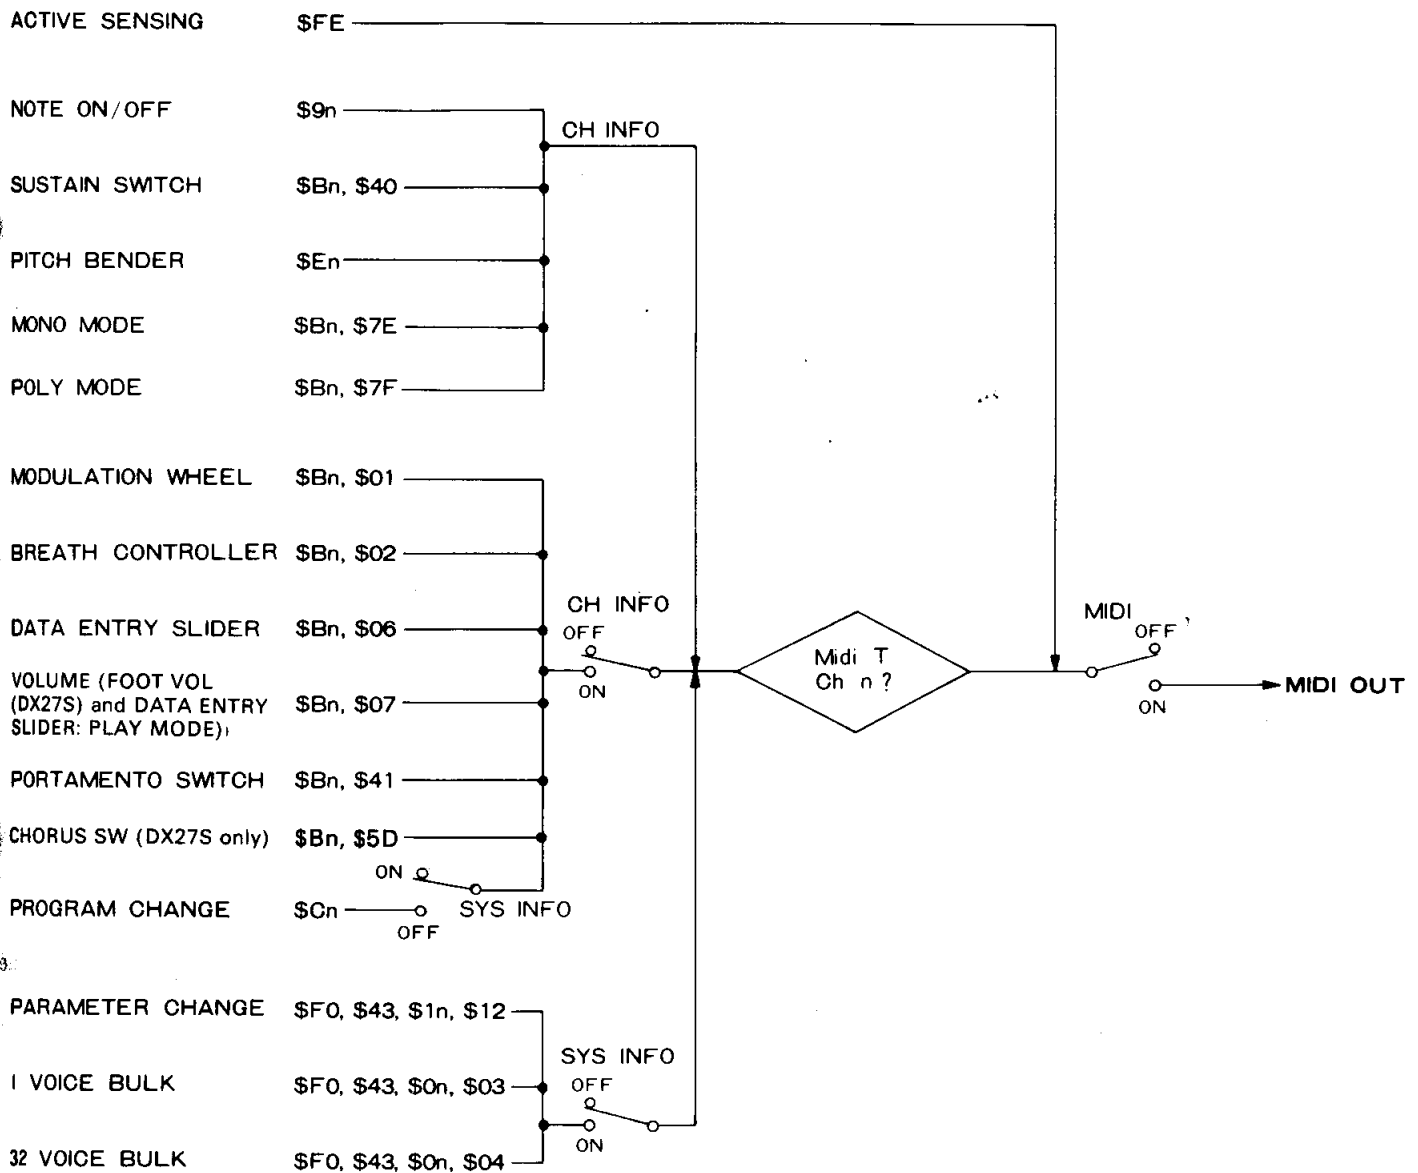 ACTIVE SENSING $FE
NOTE ON/OFF $9n
CH INFO
SUSTAIN SWITCH $Bn, $40
PITCH BENDER $En
MONO MODE $Bn, $7E
POLY MODE $Bn, $7F
MODULATION WHEEL $Bn, $01
BREATH CONTROLLER $Bn, $02
CH INFO
MIDI
DATA ENTRY SLIDER $Bn, $06
OFF
OFF
Midi T
Ch n?
ON
ON
MIDI OUT
VOLUME (FOOT VOL
(DX27S) and DATA ENTRY $Bn, $07
SLIDER: PLAY MODE)
PORTAMENTO SWITCH $Bn, $41
CHORUS SW (DX27S only) $Bn, $5D
ON
PROGRAM CHANGE $Cn
SYS INFO
OFF
PARAMETER CHANGE $F0, $43, $1n, $12
SYS INFO
OFF
1 VOICE BULK $F0, $43, $0n, $03
ON
32 VOICE BULK $F0, $43, $0n, $04